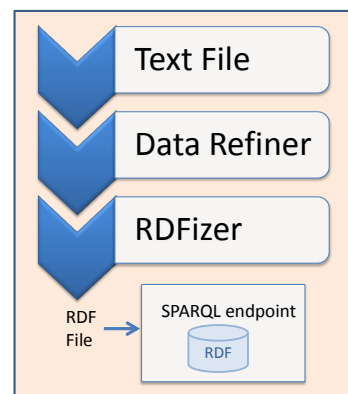 Text File
Data Refiner
RDFizer
RDF
File
SPARQL endpoint
RDF